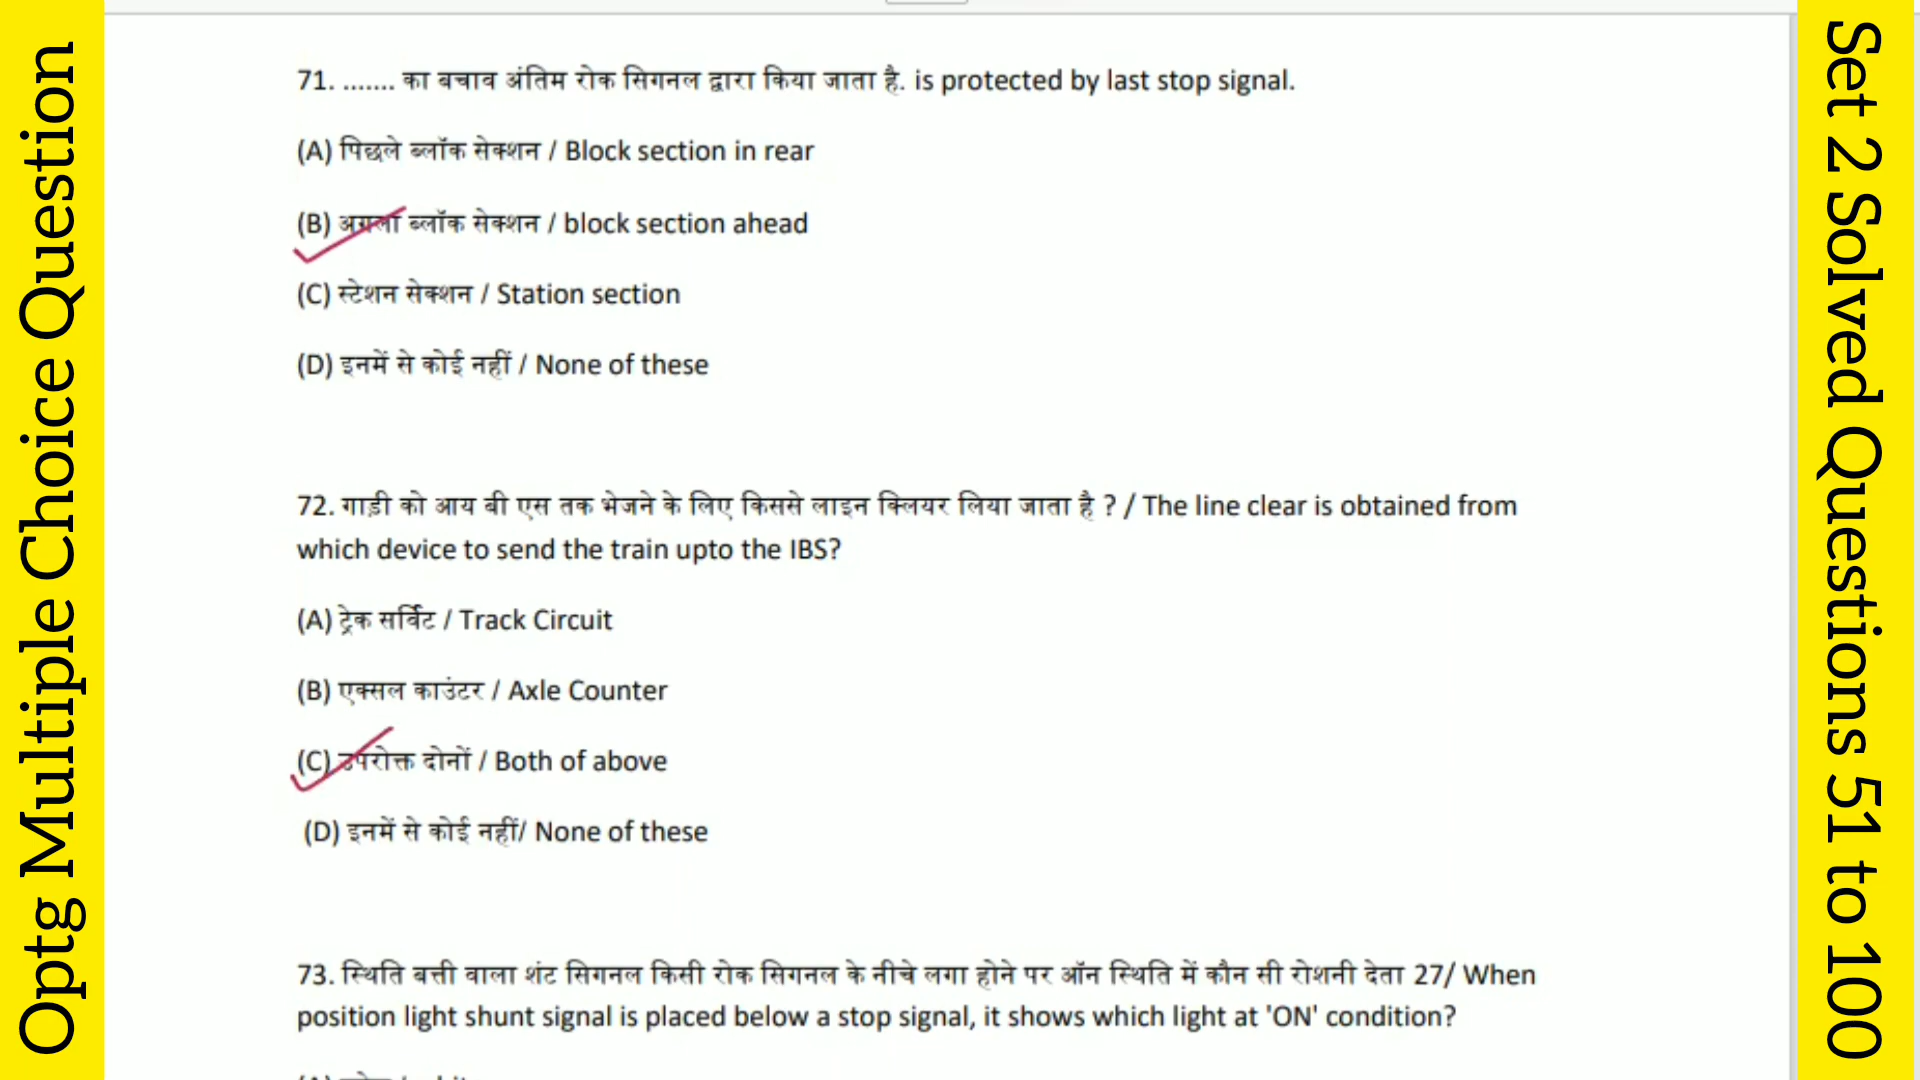 Optg Multiple Choice Question
71. ....... का बचाव अंतिम रोक सिगनल द्वारा किया जाता है. is protected by last stop signal.
(A) पिछले ब्लॉक सेक्शन / Block section in rear
(B) अगला ब्लॉक सेक्शन / block section ahead
(C) स्टेशन सेक्शन / Station section
(D) इनमें से कोई नहीं / None of these
72. गाड़ी को आय बी एस तक भेजने के लिए किससे लाइन क्लियर लिया जाता है ? / The line clear is obtained from
which device to send the train upto the IBS?
(A) ट्रेक सर्विट / Track Circuit
(B) एक्सल काउंटर / Axle Counter
(C) उपरोक्त दोनों / Both of above
(D) इनमें से कोई नहीं/ None of these
73. स्थिति बत्ती वाला शंट सिगनल किसी रोक सिगनल के नीचे लगा होने पर ऑन स्थिति में कौन सी रोशनी देता 27/ When
position light shunt signal is placed below a stop signal, it shows which light at 'ON' condition?
Set 2 Solved Questions 51 to 100